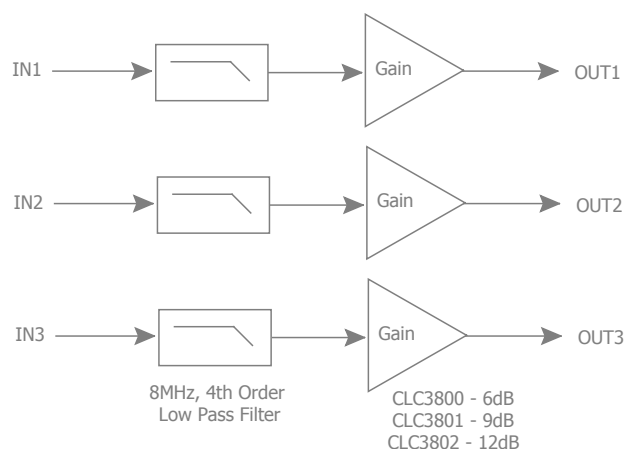 IN1
Gain
OUT1
IN2
Gain
OUT2
IN3
Gain
OUT3
8MHz, 4th Order
Low Pass Filter
CLC3800 - 6dB
CLC3801 - 9dB
CLC3802 - 12dB